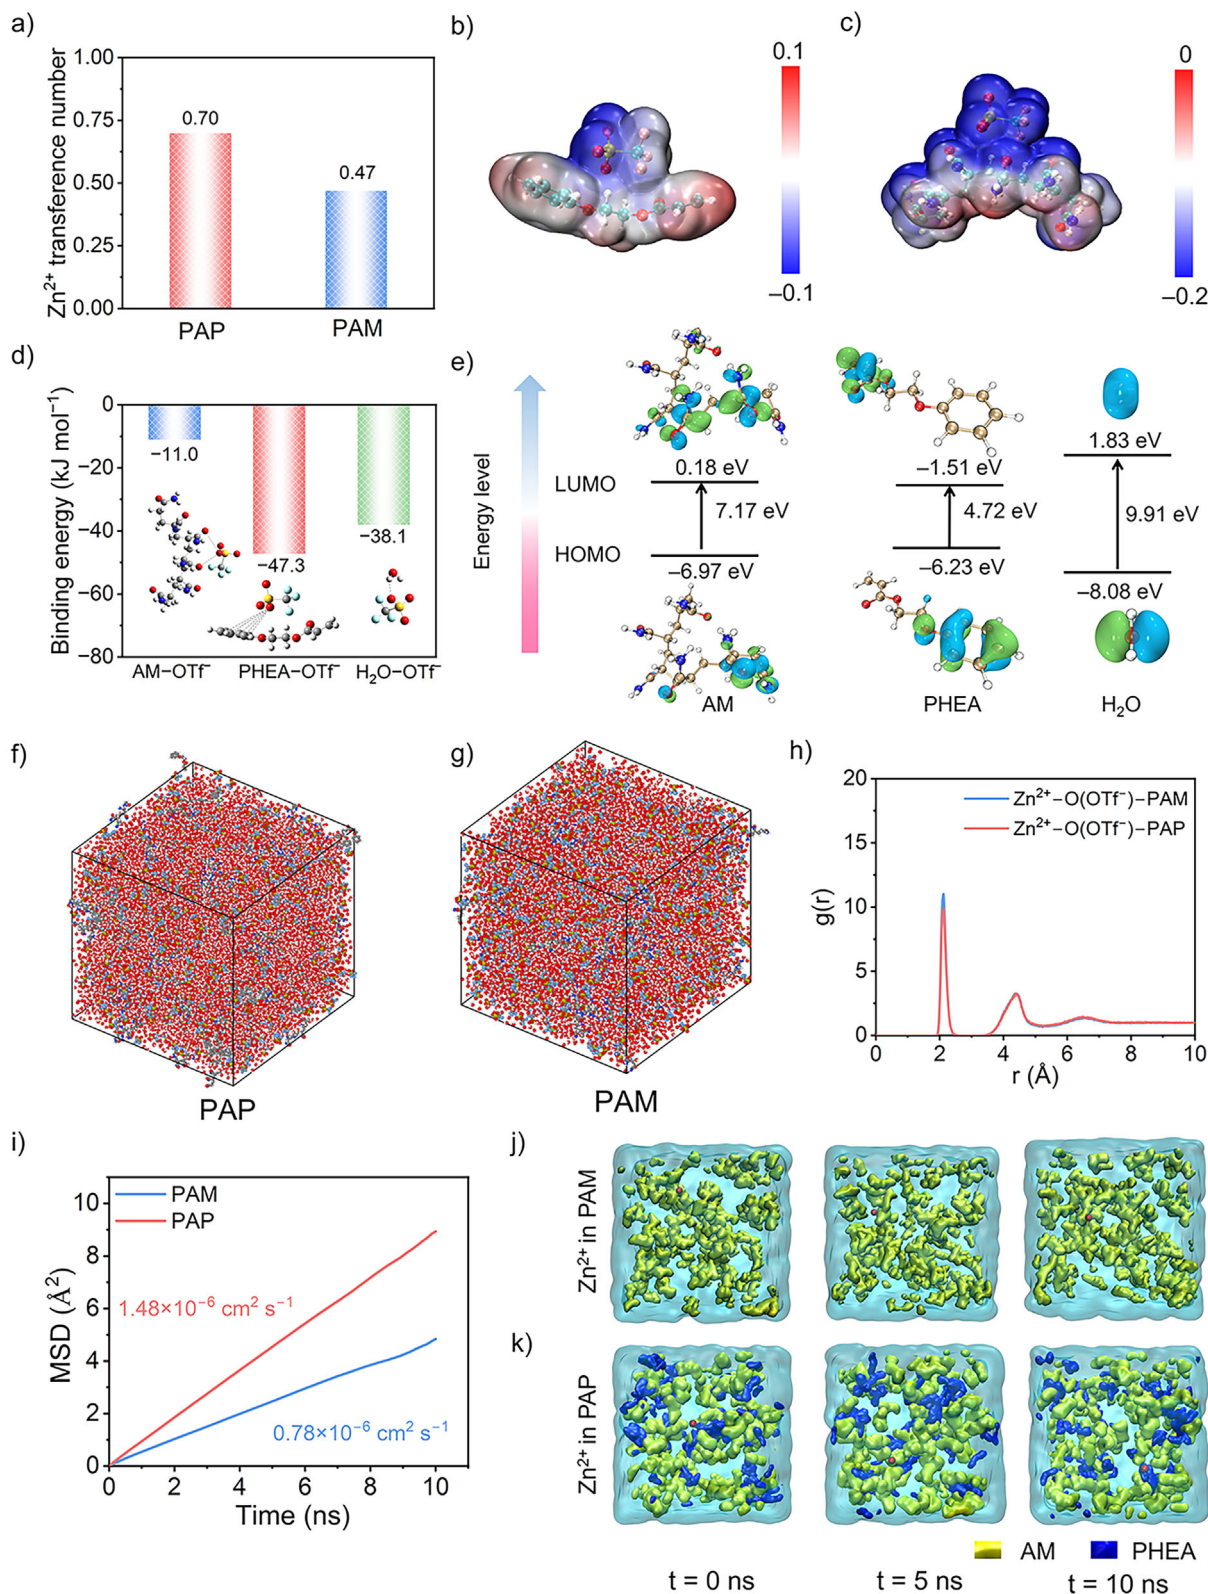 a)
Zn²⁺ transference number
1.00
0.75
0.50
0.25
0.00
0.70
0.47
PAP
PAM
b)
0.1
−0.1
c)
0
−0.2
d)
Binding energy (kJ mol⁻¹)
0
−20
−40
−60
−80
−11.0
−47.3
−38.1
AM−OTf⁻
PHEA−OTf⁻
H₂O−OTf⁻
e)
Energy level
LUMO
HOMO
0.18 eV
7.17 eV
−6.97 eV
AM
−1.51 eV
4.72 eV
−6.23 eV
PHEA
1.83 eV
9.91 eV
−8.08 eV
H₂O
f)
PAP
g)
PAM
h)
g(r)
20
15
10
5
0
Zn²⁺−O(OTf⁻)−PAM
Zn²⁺−O(OTf⁻)−PAP
0 2 4 6 8 10
r (Å)
i)
MSD (Å²)
10
8
6
4
2
0
PAM
PAP
1.48×10⁻⁶ cm² s⁻¹
0.78×10⁻⁶ cm² s⁻¹
0 2 4 6 8 10
Time (ns)
j)
Zn²⁺ in PAM
k)
Zn²⁺ in PAP
AM
PHEA
t = 0 ns
t = 5 ns
t = 10 ns